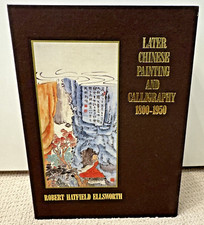 LATER
CHINESE
PAINTING
AND
CALLIGRAPHY
1800-1950
ROBERT HATFIELD ELLSWORTH